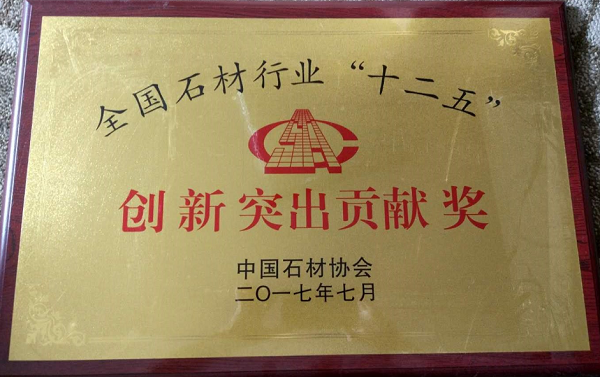 全国石材行业“十二五”
创新突出贡献奖
中国石材协会
二〇一七年七月